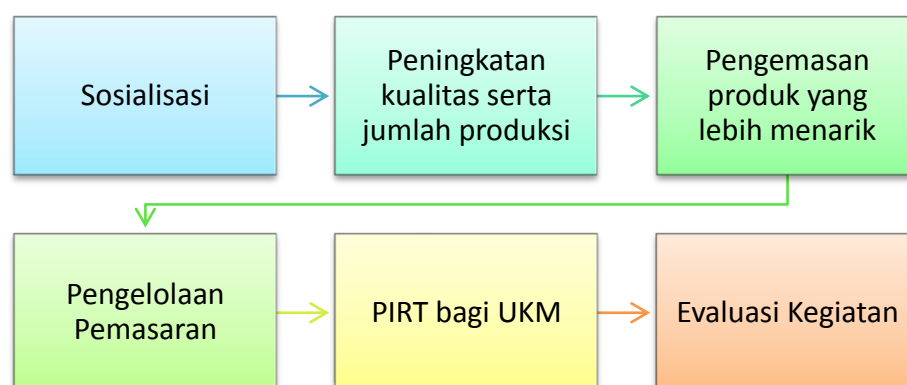 Sosialisasi
Peningkatan
kualitas serta
jumlah produksi
Pengemasan
produk yang
lebih menarik
Pengelolaan
Pemasaran
PIRT bagi UKM
Evaluasi Kegiatan